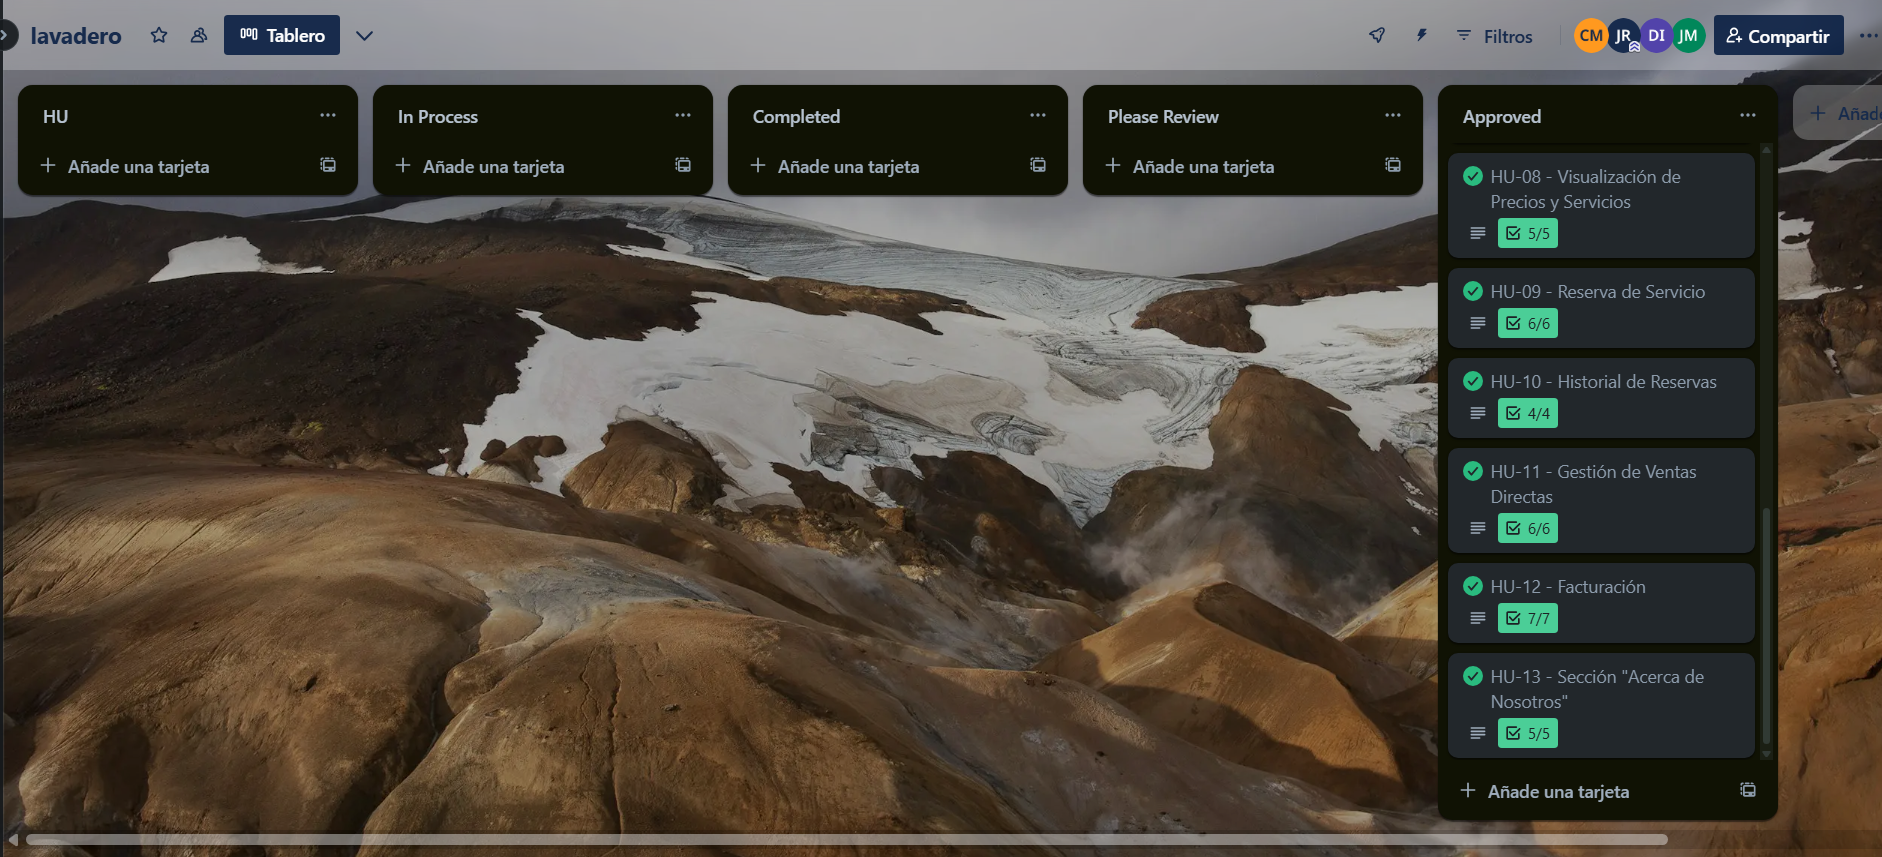 lavadero
Tablero
Filtros
CM
JR
DI
JM
Compartir
HU
Añade una tarjeta
In Process
Añade una tarjeta
Completed
Añade una tarjeta
Please Review
Añade una tarjeta
Approved
HU-08 - Visualización de
Precios y Servicios
5/5
HU-09 - Reserva de Servicio
6/6
HU-10 - Historial de Reservas
4/4
HU-11 - Gestión de Ventas
Directas
6/6
HU-12 - Facturación
7/7
HU-13 - Sección "Acerca de
Nosotros"
5/5
Añade una tarjeta